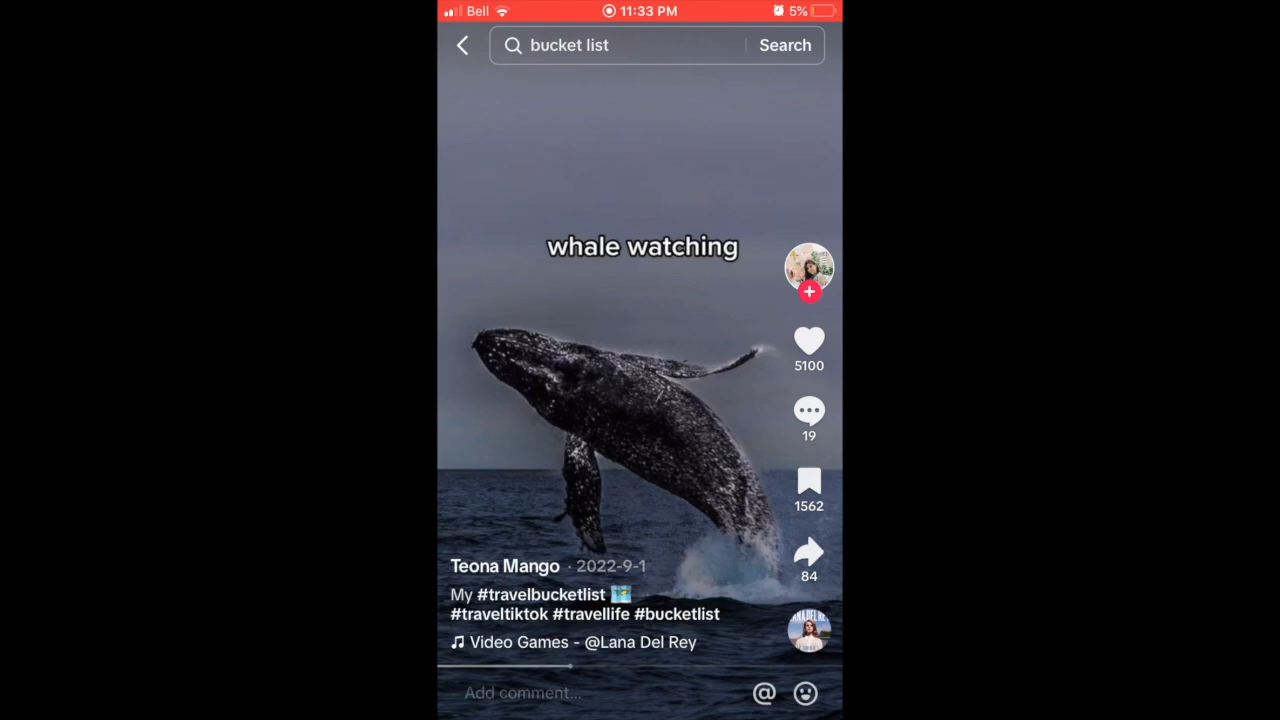 Bell
11:33 PM
5%
bucket list
Search
whale watching
5100
19
1562
84
Teona Mango · 2022-9-1
My #travelbucketlist
#traveltiktok #travellife #bucketlist
Video Games - @Lana Del Rey
Add comment...
@